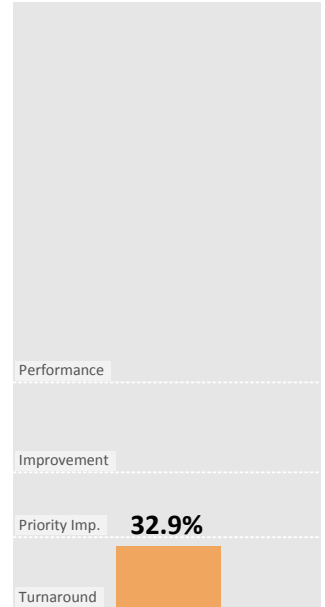 Performance
Improvement
Priority Imp.
32.9%
Turnaround